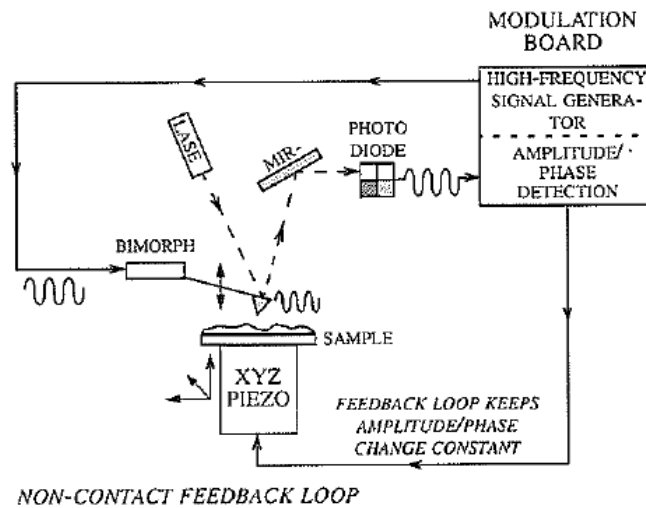 MODULATION
BOARD
HIGH-FREQUENCY
SIGNAL GENERA-
TOR
AMPLITUDE/
PHASE
DETECTION
LASE
MIR-
PHOTO
DIODE
BIMORPH
SAMPLE
XYZ
PIEZO
FEEDBACK LOOP KEEPS
AMPLITUDE/PHASE
CHANGE CONSTANT
NON-CONTACT FEEDBACK LOOP